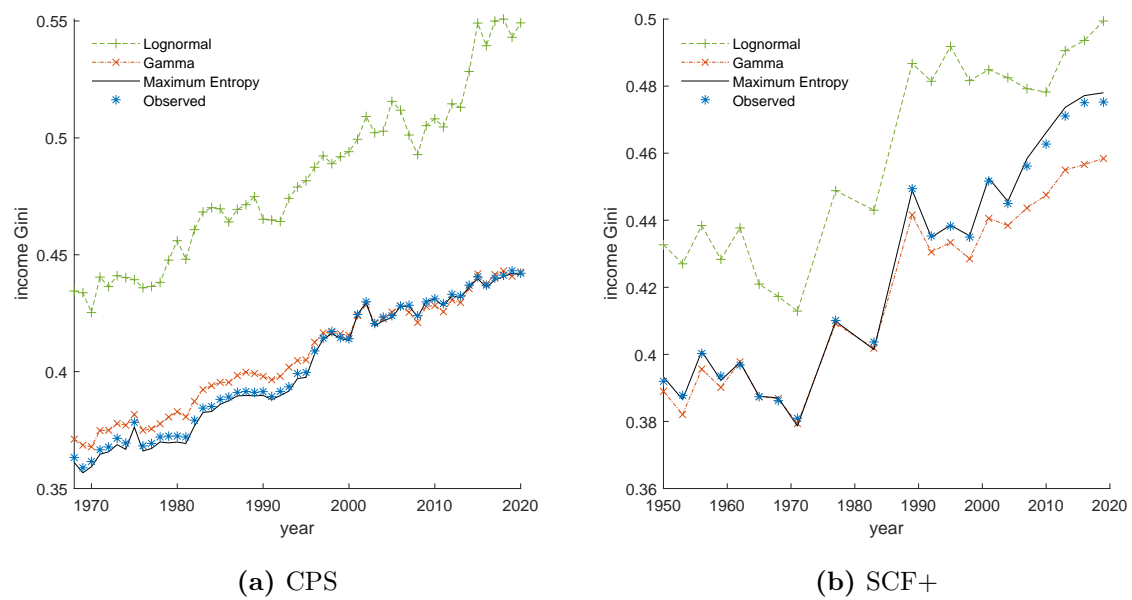 0.55
0.5
0.45
0.4
0.35
income Gini
Lognormal
Gamma
Maximum Entropy
Observed
1970 1980 1990 2000 2010 2020
year
(a) CPS
0.5
0.48
0.46
0.44
0.42
0.4
0.38
0.36
income Gini
Lognormal
Gamma
Maximum Entropy
Observed
1950 1960 1970 1980 1990 2000 2010 2020
year
(b) SCF+